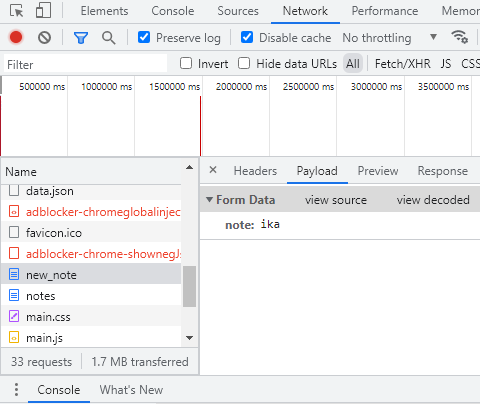 Elements Console Sources Network Performance Memor
Preserve log Disable cache No throttling
Filter Invert Hide data URLs All Fetch/XHR JS CSS
500000 ms 1000000 ms 1500000 ms 2000000 ms 2500000 ms 3000000 ms 3500000 ms
Name
data.json
adblocker-chromeglobalinjec
favicon.ico
adblocker-chrome-shownegJs
new_note
notes
main.css
main.js
33 requests 1.7 MB transferred
× Headers Payload Preview Response
Form Data view source view decoded
note: ika
Console What's New